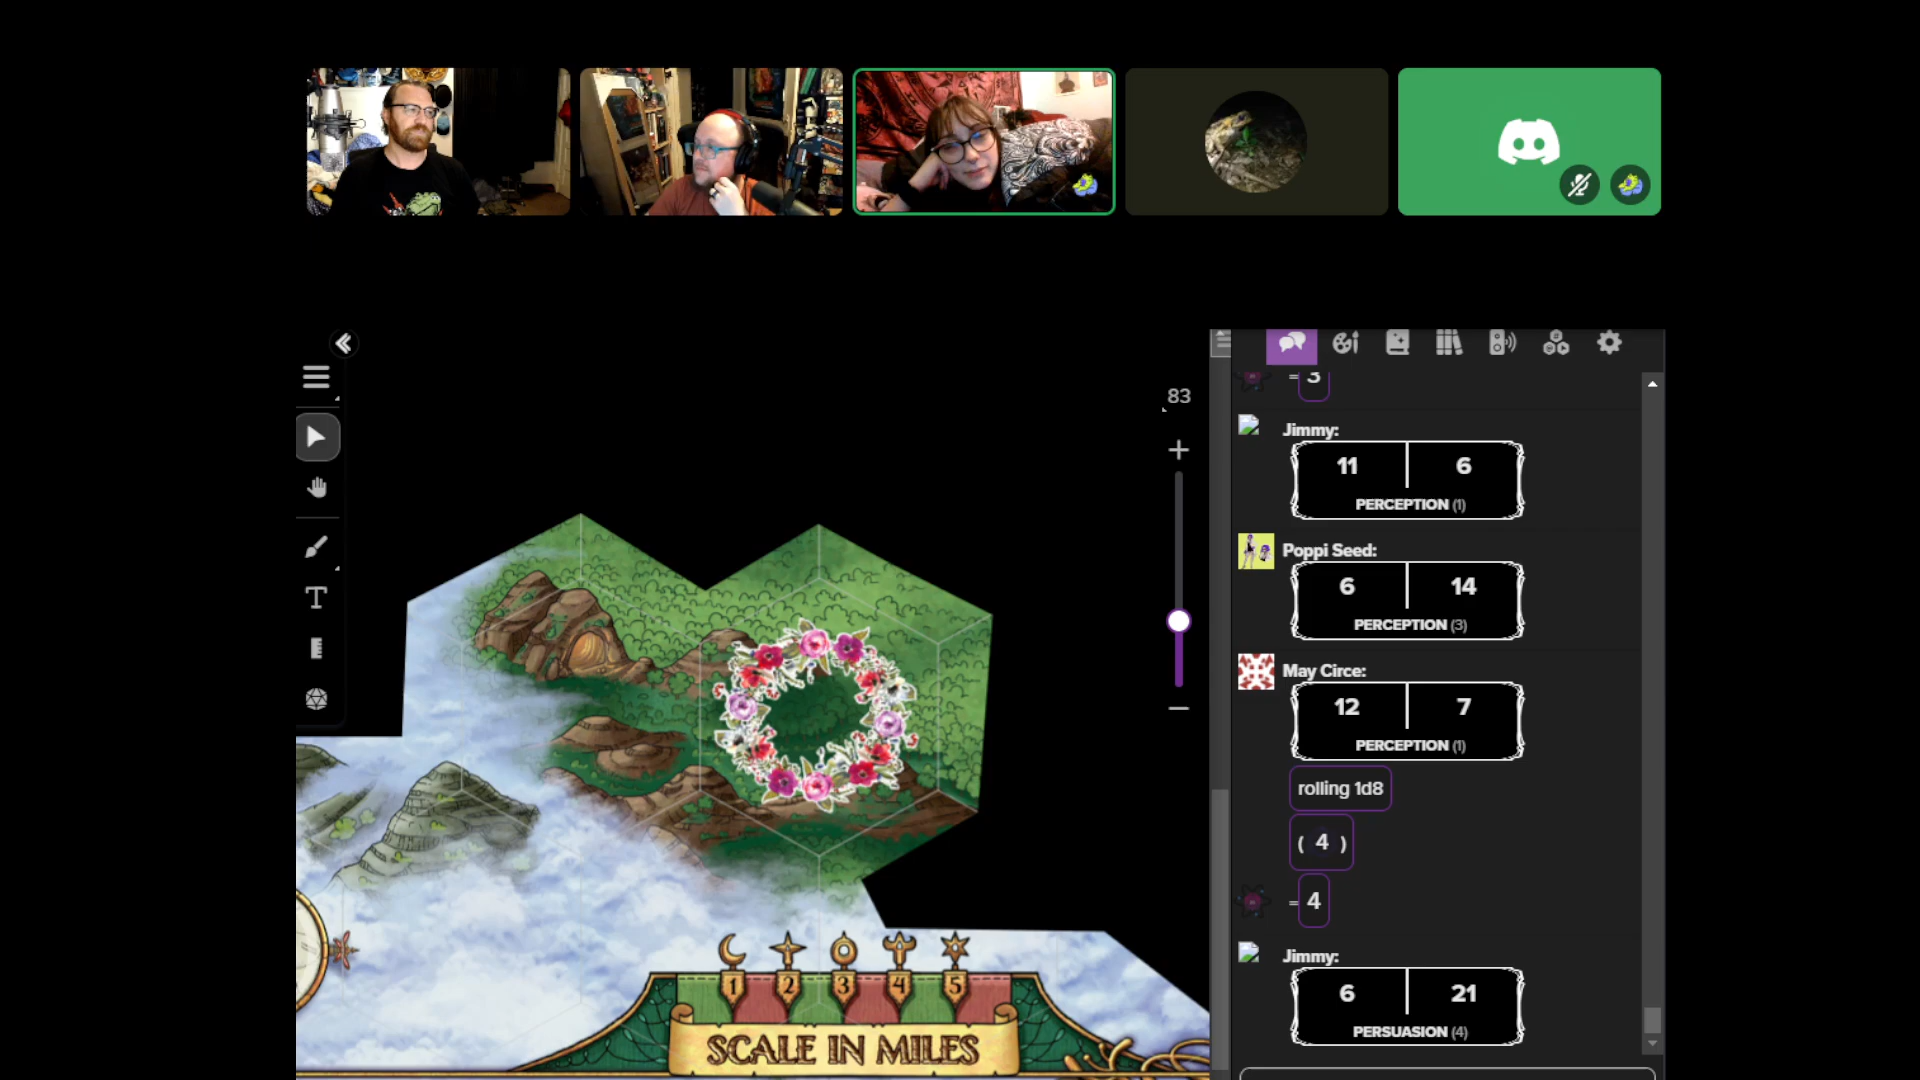 83
= 3
Jimmy:
11 6
PERCEPTION (1)
Poppi Seed:
6 14
PERCEPTION (3)
May Circe:
12 7
PERCEPTION (1)
rolling 1d8
( 4 )
= 4
Jimmy:
6 21
PERSUASION (4)
1 2 3 4 5
SCALE IN MILES